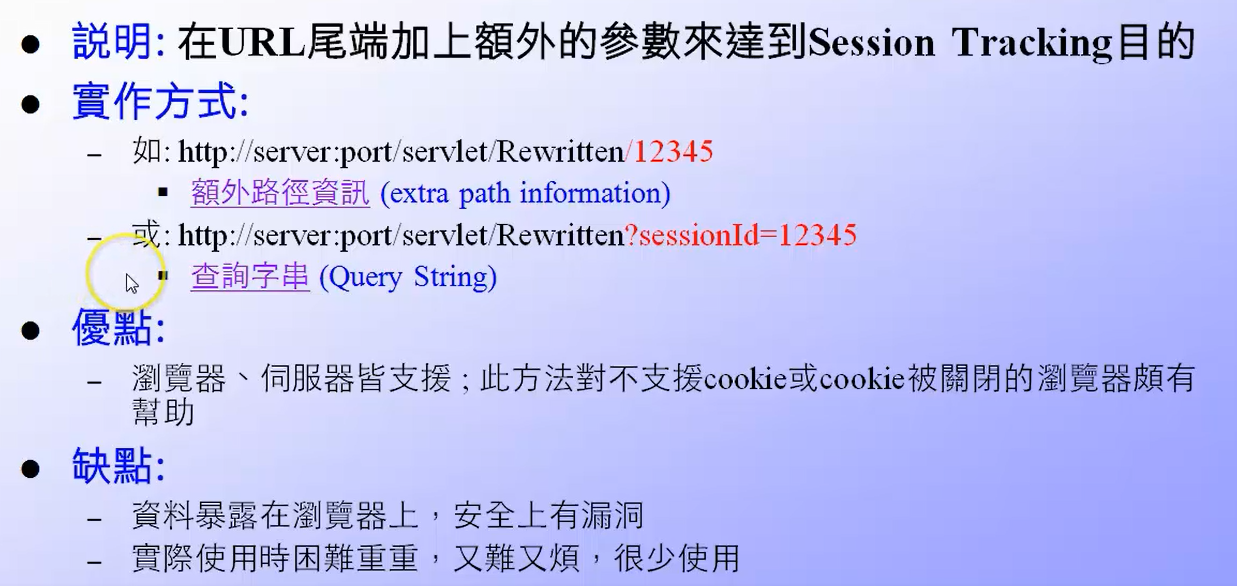 ● 説明: 在URL尾端加上額外的參數來達到Session Tracking目的
● 實作方式:
– 如: http://server:port/servlet/Rewritten/12345
▪ 額外路徑資訊 (extra path information)
– 或: http://server:port/servlet/Rewritten?sessionId=12345
▪ 查詢字串 (Query String)
● 優點:
– 瀏覽器、伺服器皆支援 ; 此方法對不支援cookie或cookie被關閉的瀏覽器頗有
幫助
● 缺點:
– 資料暴露在瀏覽器上，安全上有漏洞
– 實際使用時困難重重，又難又煩，很少使用